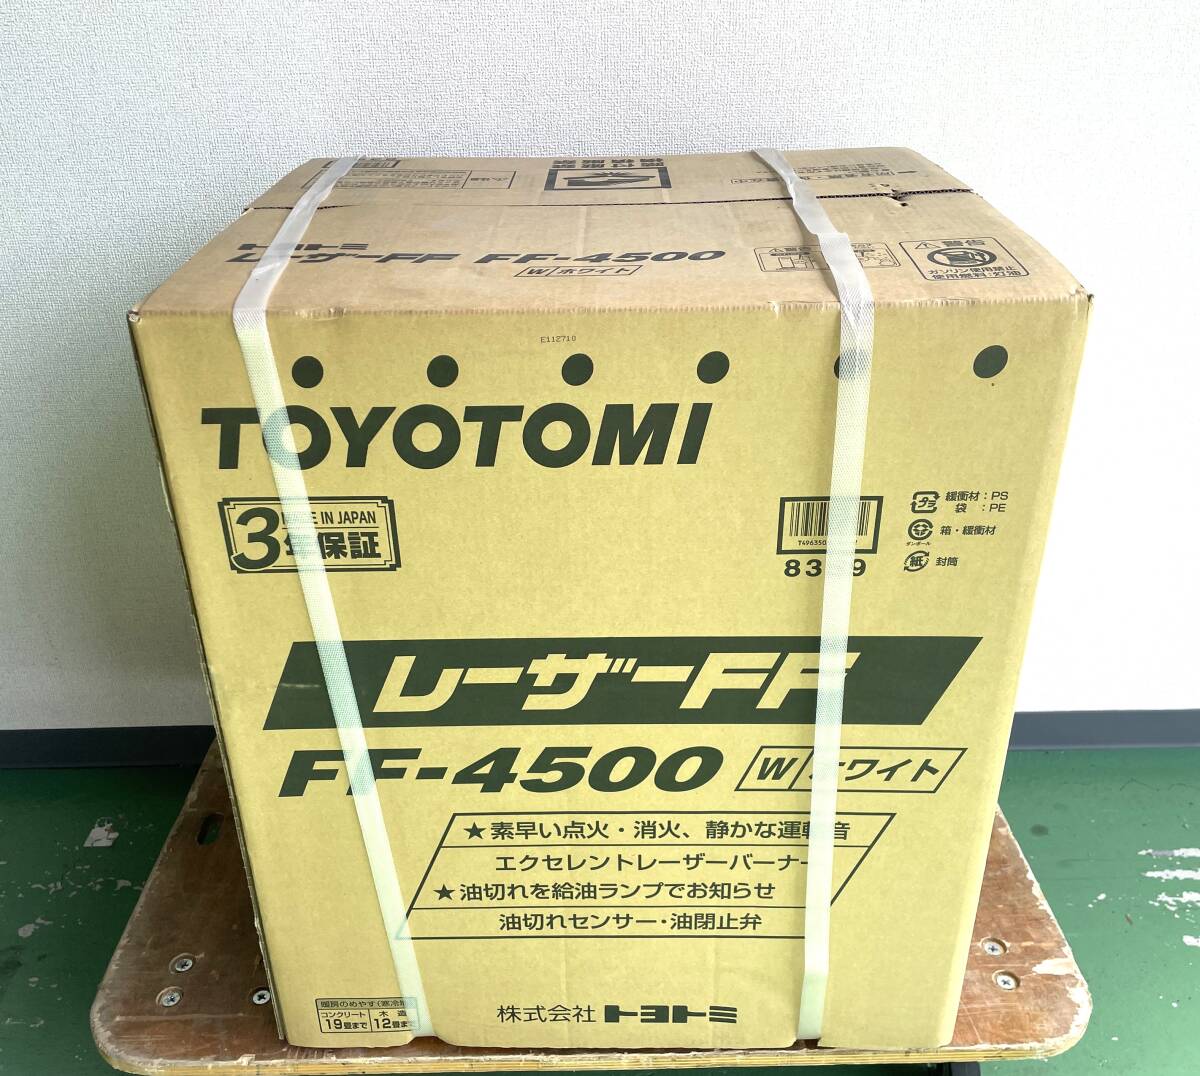 トヨトミ
レーザーFF FF-4500
W ホワイト
警告
ガソリン使用禁止
使用燃料:灯油
E112710
TOYOTOMI
3年保証
IN JAPAN
緩衝材:PS
袋:PE
プラ
箱・緩衝材
ダンボール
紙 封筒
レーザーFF
FF-4500 W ホワイト
★素早い点火・消火、静かな運転音
エクセレントレーザーバーナー
★油切れを給油ランプでお知らせ
油切れセンサー・油閉止弁
暖房のめやす(寒冷地
コンクリート 木造
19畳まで 12畳まで
株式会社トヨトミ